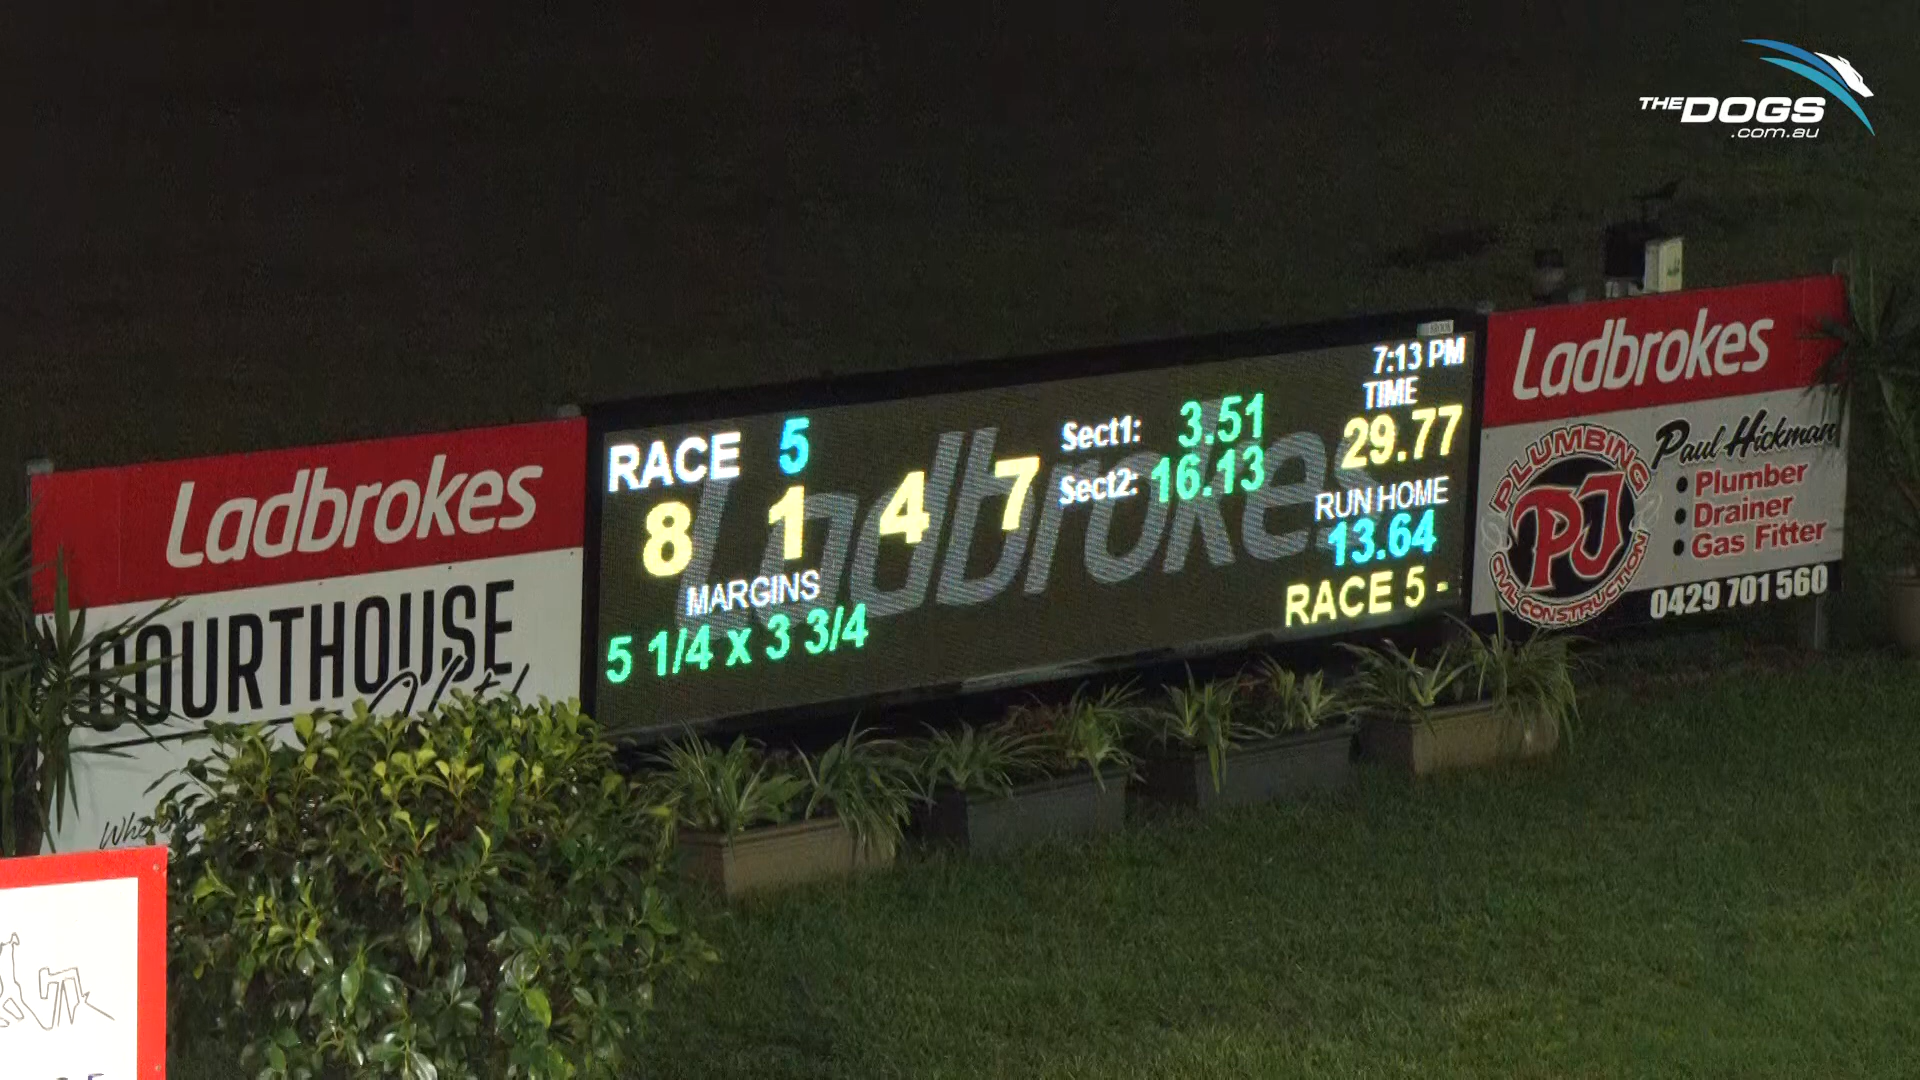 THE DOGS
.com.au
Ladbrokes
COURTHOUSE
RACE 5
8 1 4 7
MARGINS
5 1/4 x 3 3/4
Ladbrokes
Sect1: 3.51
Sect2: 16.13
7:13 PM
TIME
29.77
RUN HOME
13.64
RACE 5 -
Ladbrokes
PLUMBING
PJ
CIVIL CONSTRUCTION
Paul Hickman
• Plumber
• Drainer
• Gas Fitter
0429 701 560